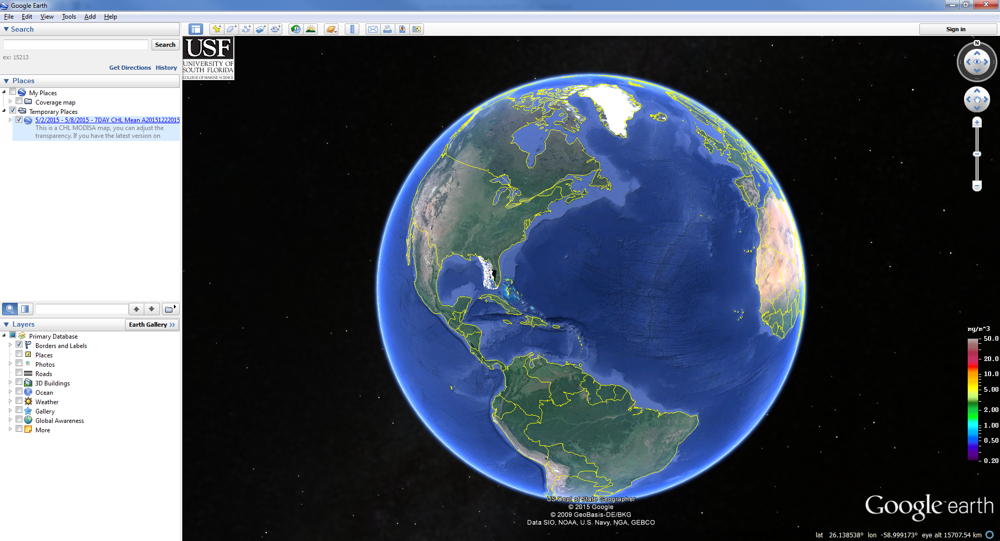 Google Earth
File Edit View Tools Add Help
Search
Search
ex: 15213
Get Directions History
Places
My Places
Coverage map
Temporary Places
5/2/2015 - 5/8/2015 - 7DAY CHL Mean A20151222015
This is a CHL MODISA map, you can adjust the
transparency. If you have the latest version on
Layers
Earth Gallery >>
Primary Database
Borders and Labels
Places
Photos
Roads
3D Buildings
Ocean
Weather
Gallery
Global Awareness
More
Sign in
USF
UNIVERSITY OF
SOUTH FLORIDA
COLLEGE OF MARINE SCIENCE
N
mg/m^3
50.0
20.0
10.0
5.00
2.00
1.00
0.50
0.20
US Dept of State Geographer
© 2015 Google
© 2009 GeoBasis-DE/BKG
Data SIO, NOAA, U.S. Navy, NGA, GEBCO
Google earth
lat 26.138538° lon -58.999173° eye alt 15707.54 km